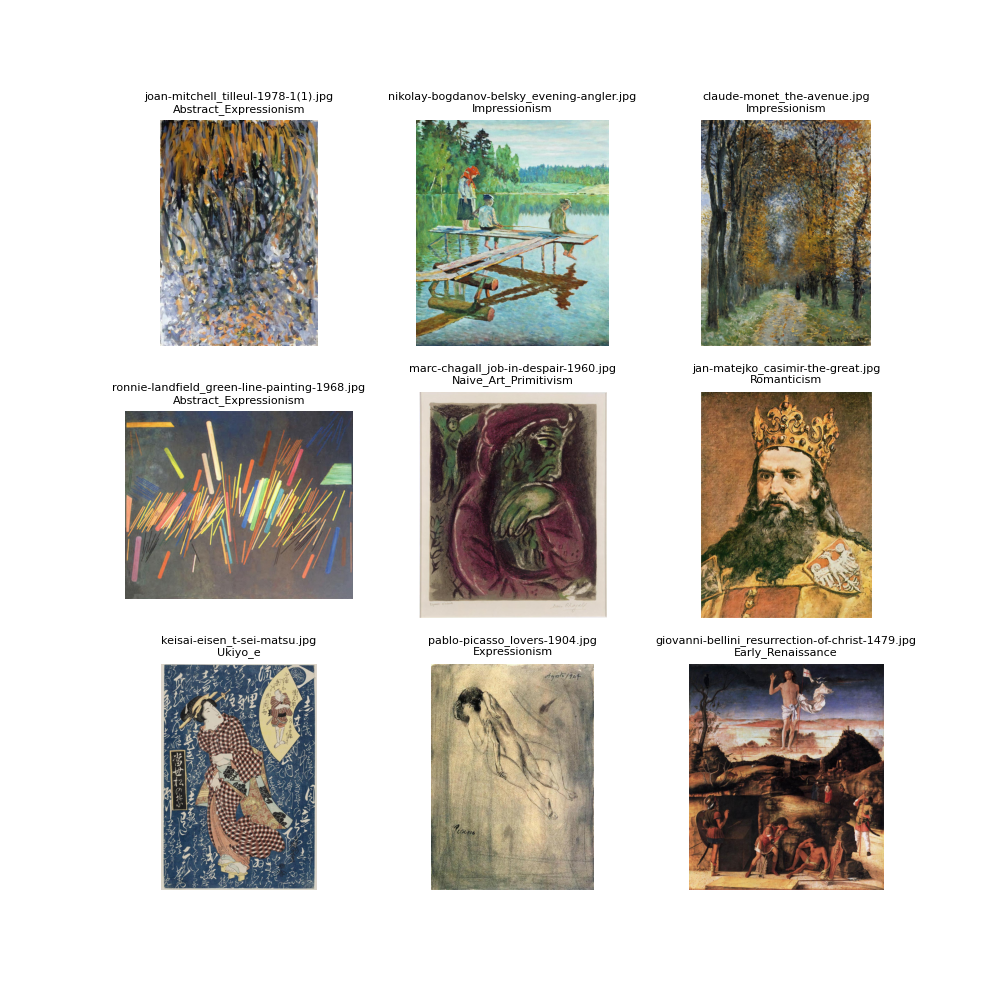 joan-mitchell_tilleul-1978-1(1).jpg
Abstract_Expressionism
nikolay-bogdanov-belsky_evening-angler.jpg
Impressionism
claude-monet_the-avenue.jpg
Impressionism
ronnie-landfield_green-line-painting-1968.jpg
Abstract_Expressionism
marc-chagall_job-in-despair-1960.jpg
Naive_Art_Primitivism
jan-matejko_casimir-the-great.jpg
Romanticism
keisai-eisen_t-sei-matsu.jpg
Ukiyo_e
pablo-picasso_lovers-1904.jpg
Expressionism
giovanni-bellini_resurrection-of-christ-1479.jpg
Early_Renaissance